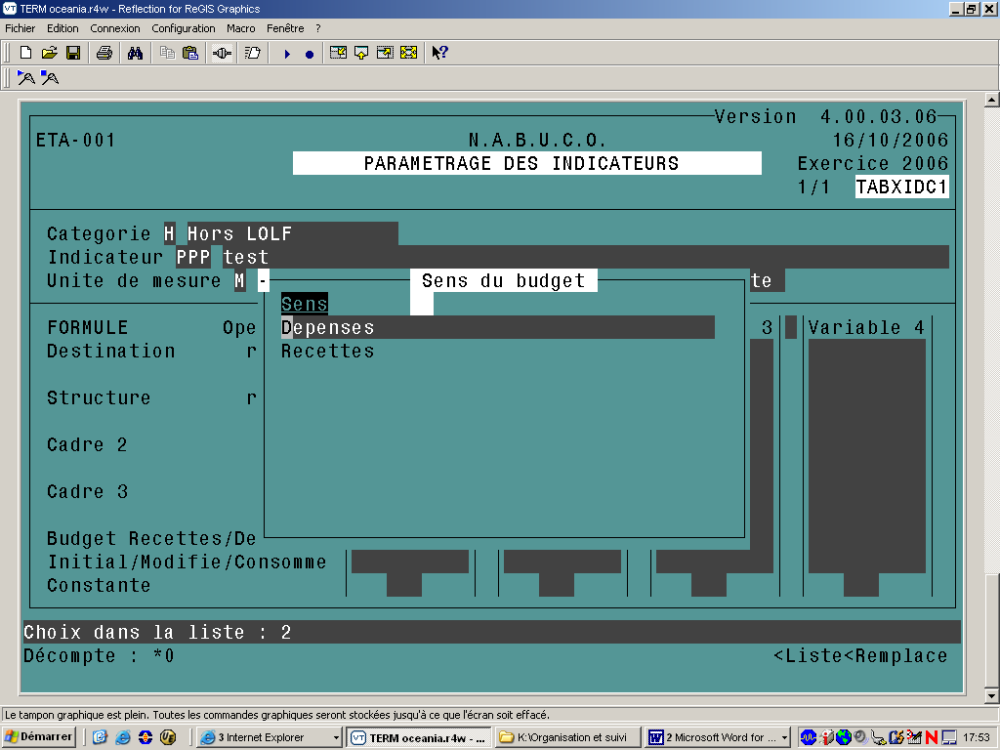 TERM oceania.r4w - Reflection for ReGIS Graphics
Fichier Edition Connexion Configuration Macro Fenêtre ?
Version 4.00.03.06
ETA-001 N.A.B.U.C.O. 16/10/2006
PARAMETRAGE DES INDICATEURS Exercice 2006
1/1 TABXIDC1
Categorie H Hors LOLF
Indicateur PPP test
Unite de mesure M - Sens du budget te
Sens
FORMULE Ope Depenses 3 Variable 4
Destination r Recettes
Structure r
Cadre 2
Cadre 3
Budget Recettes/De
Initial/Modifie/Consomme
Constante
Choix dans la liste : 2
Décompte : *0 <Liste<Remplace
Le tampon graphique est plein. Toutes les commandes graphiques seront stockées jusqu'à ce que l'écran soit effacé.
Démarrer 3 Internet Explorer TERM oceania.r4w - ... K:\Organisation et suivi 2 Microsoft Word for ... 17:53